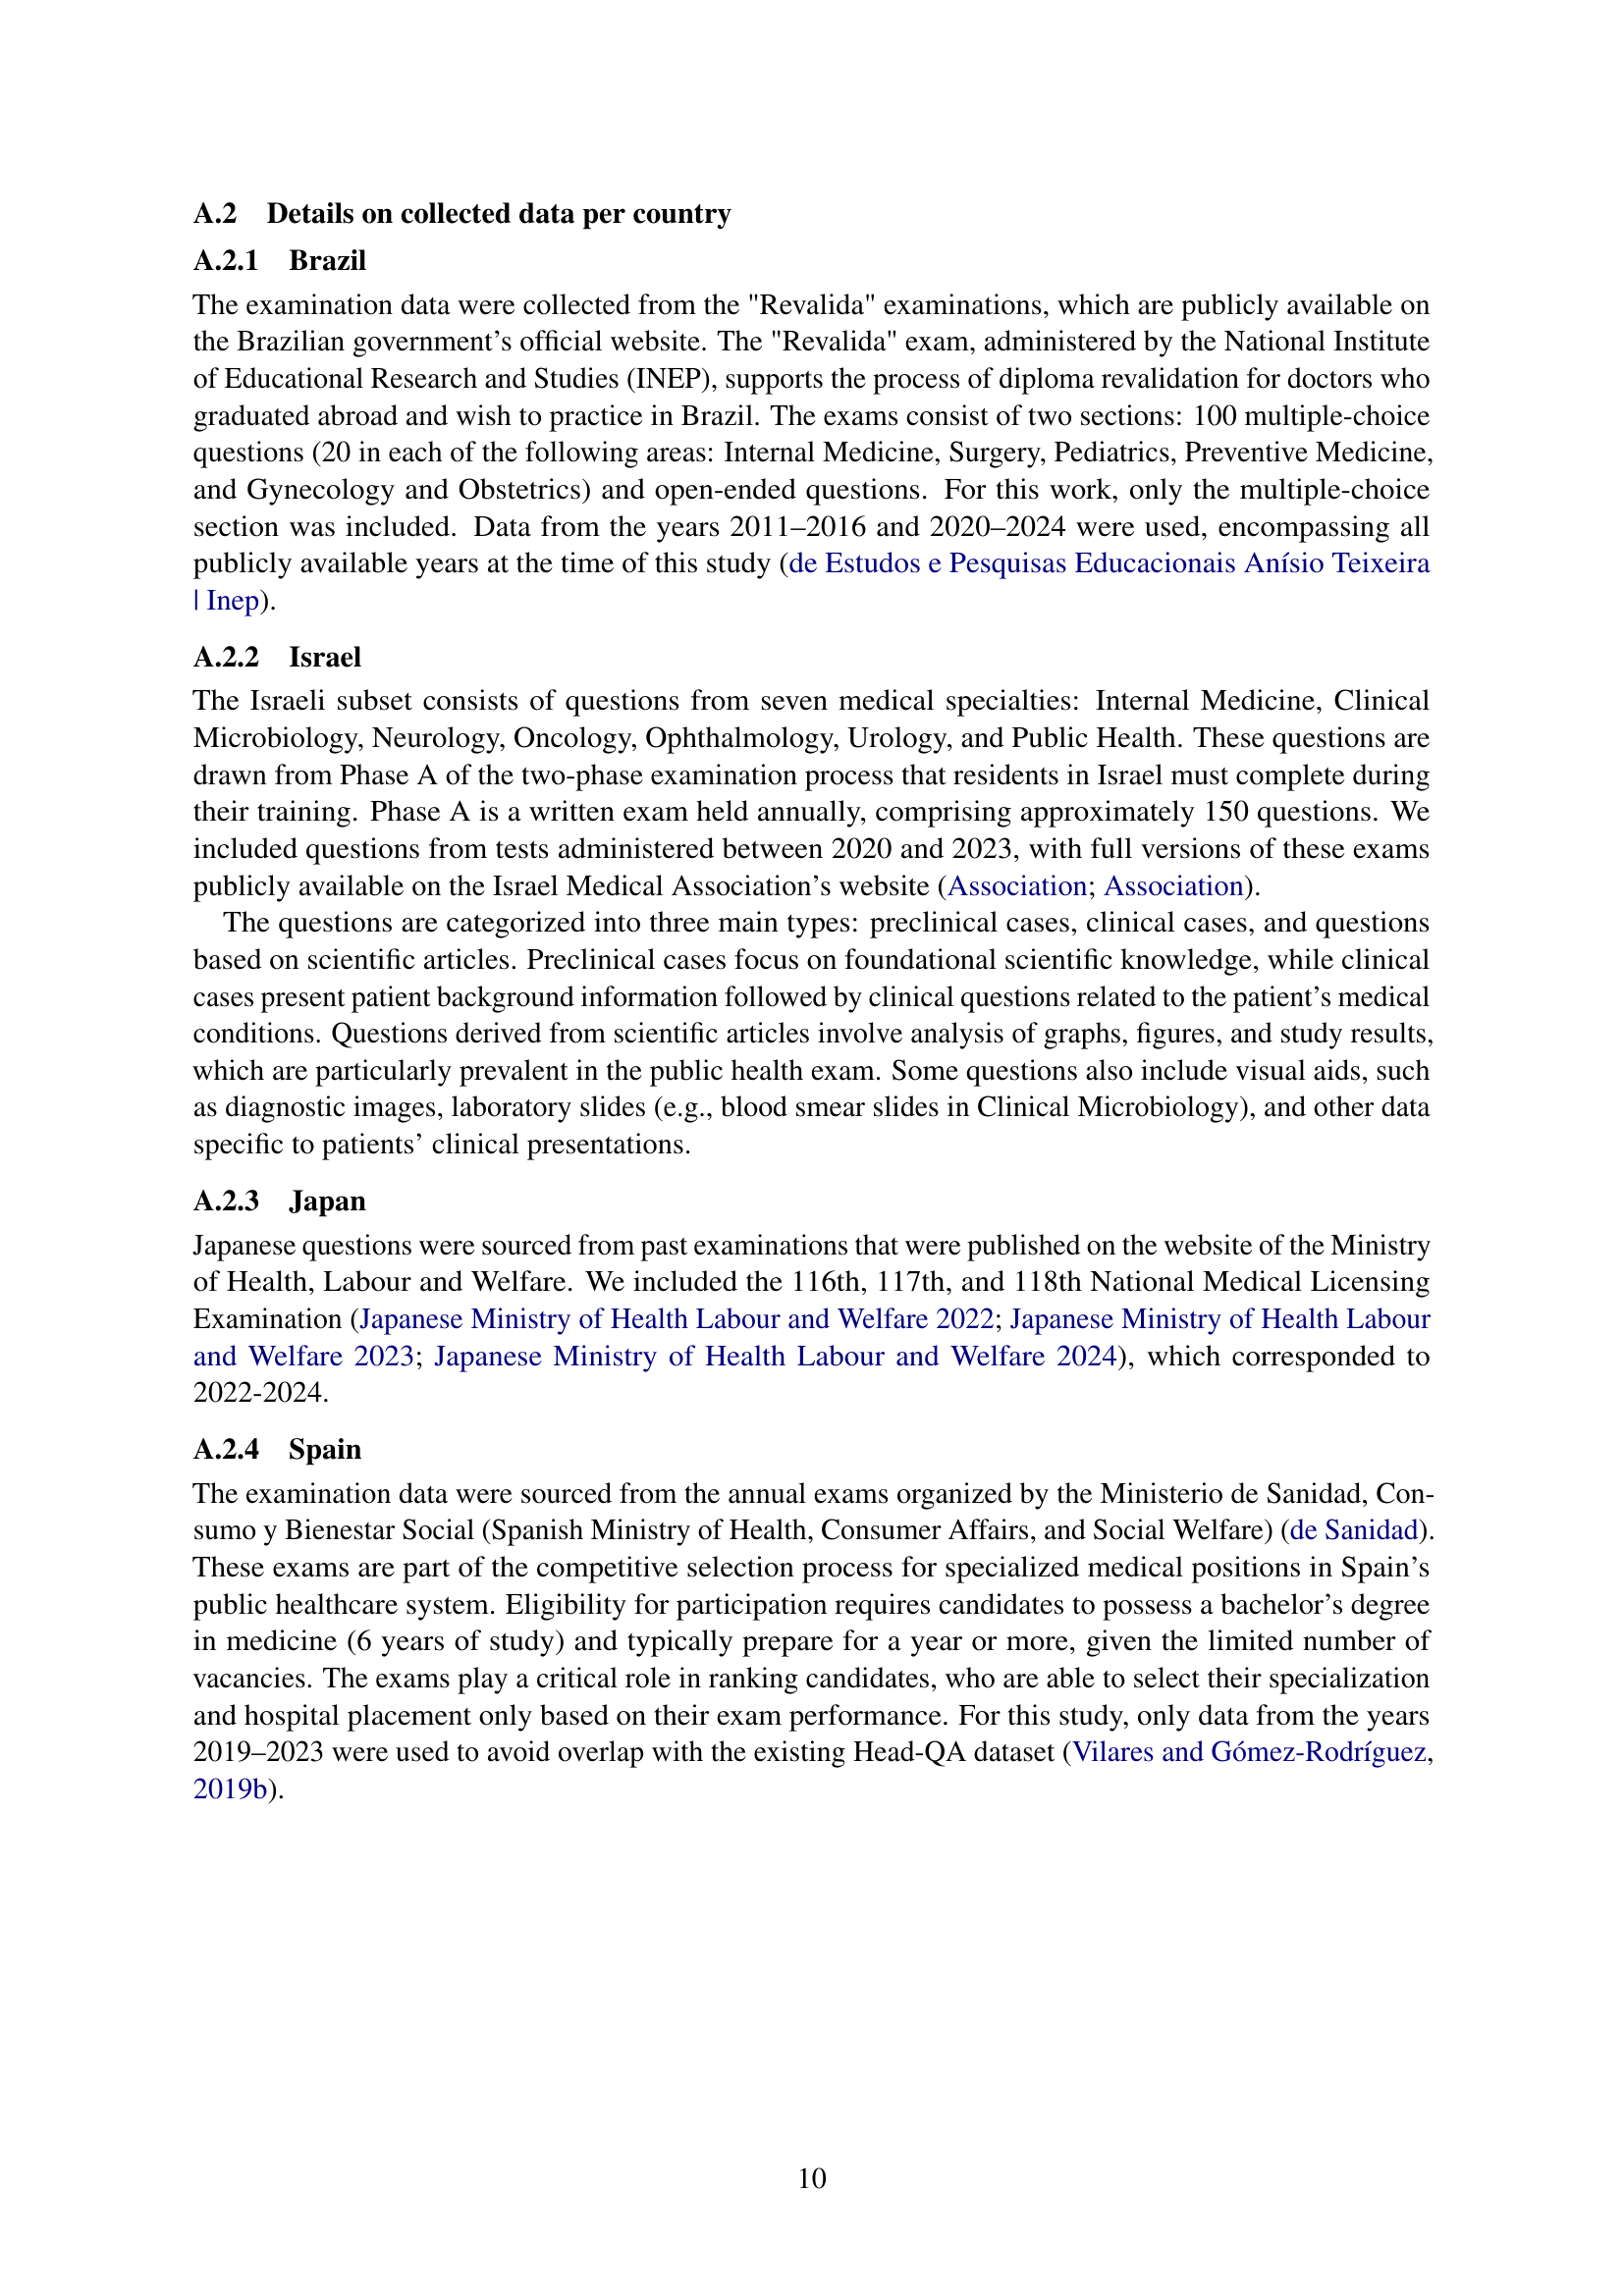 A.2 Details on collected data per country
A.2.1 Brazil
The examination data were collected from the "Revalida" examinations, which are publicly available on
the Brazilian government's official website. The "Revalida" exam, administered by the National Institute
of Educational Research and Studies (INEP), supports the process of diploma revalidation for doctors who
graduated abroad and wish to practice in Brazil. The exams consist of two sections: 100 multiple-choice
questions (20 in each of the following areas: Internal Medicine, Surgery, Pediatrics, Preventive Medicine,
and Gynecology and Obstetrics) and open-ended questions. For this work, only the multiple-choice
section was included. Data from the years 2011–2016 and 2020–2024 were used, encompassing all
publicly available years at the time of this study (de Estudos e Pesquisas Educacionais Anísio Teixeira
| Inep).
A.2.2 Israel
The Israeli subset consists of questions from seven medical specialties: Internal Medicine, Clinical
Microbiology, Neurology, Oncology, Ophthalmology, Urology, and Public Health. These questions are
drawn from Phase A of the two-phase examination process that residents in Israel must complete during
their training. Phase A is a written exam held annually, comprising approximately 150 questions. We
included questions from tests administered between 2020 and 2023, with full versions of these exams
publicly available on the Israel Medical Association's website (Association; Association).
The questions are categorized into three main types: preclinical cases, clinical cases, and questions
based on scientific articles. Preclinical cases focus on foundational scientific knowledge, while clinical
cases present patient background information followed by clinical questions related to the patient's medical
conditions. Questions derived from scientific articles involve analysis of graphs, figures, and study results,
which are particularly prevalent in the public health exam. Some questions also include visual aids, such
as diagnostic images, laboratory slides (e.g., blood smear slides in Clinical Microbiology), and other data
specific to patients' clinical presentations.
A.2.3 Japan
Japanese questions were sourced from past examinations that were published on the website of the Ministry
of Health, Labour and Welfare. We included the 116th, 117th, and 118th National Medical Licensing
Examination (Japanese Ministry of Health Labour and Welfare 2022; Japanese Ministry of Health Labour
and Welfare 2023; Japanese Ministry of Health Labour and Welfare 2024), which corresponded to
2022-2024.
A.2.4 Spain
The examination data were sourced from the annual exams organized by the Ministerio de Sanidad, Con-
sumo y Bienestar Social (Spanish Ministry of Health, Consumer Affairs, and Social Welfare) (de Sanidad).
These exams are part of the competitive selection process for specialized medical positions in Spain's
public healthcare system. Eligibility for participation requires candidates to possess a bachelor's degree
in medicine (6 years of study) and typically prepare for a year or more, given the limited number of
vacancies. The exams play a critical role in ranking candidates, who are able to select their specialization
and hospital placement only based on their exam performance. For this study, only data from the years
2019–2023 were used to avoid overlap with the existing Head-QA dataset (Vilares and Gómez-Rodríguez,
2019b).
10